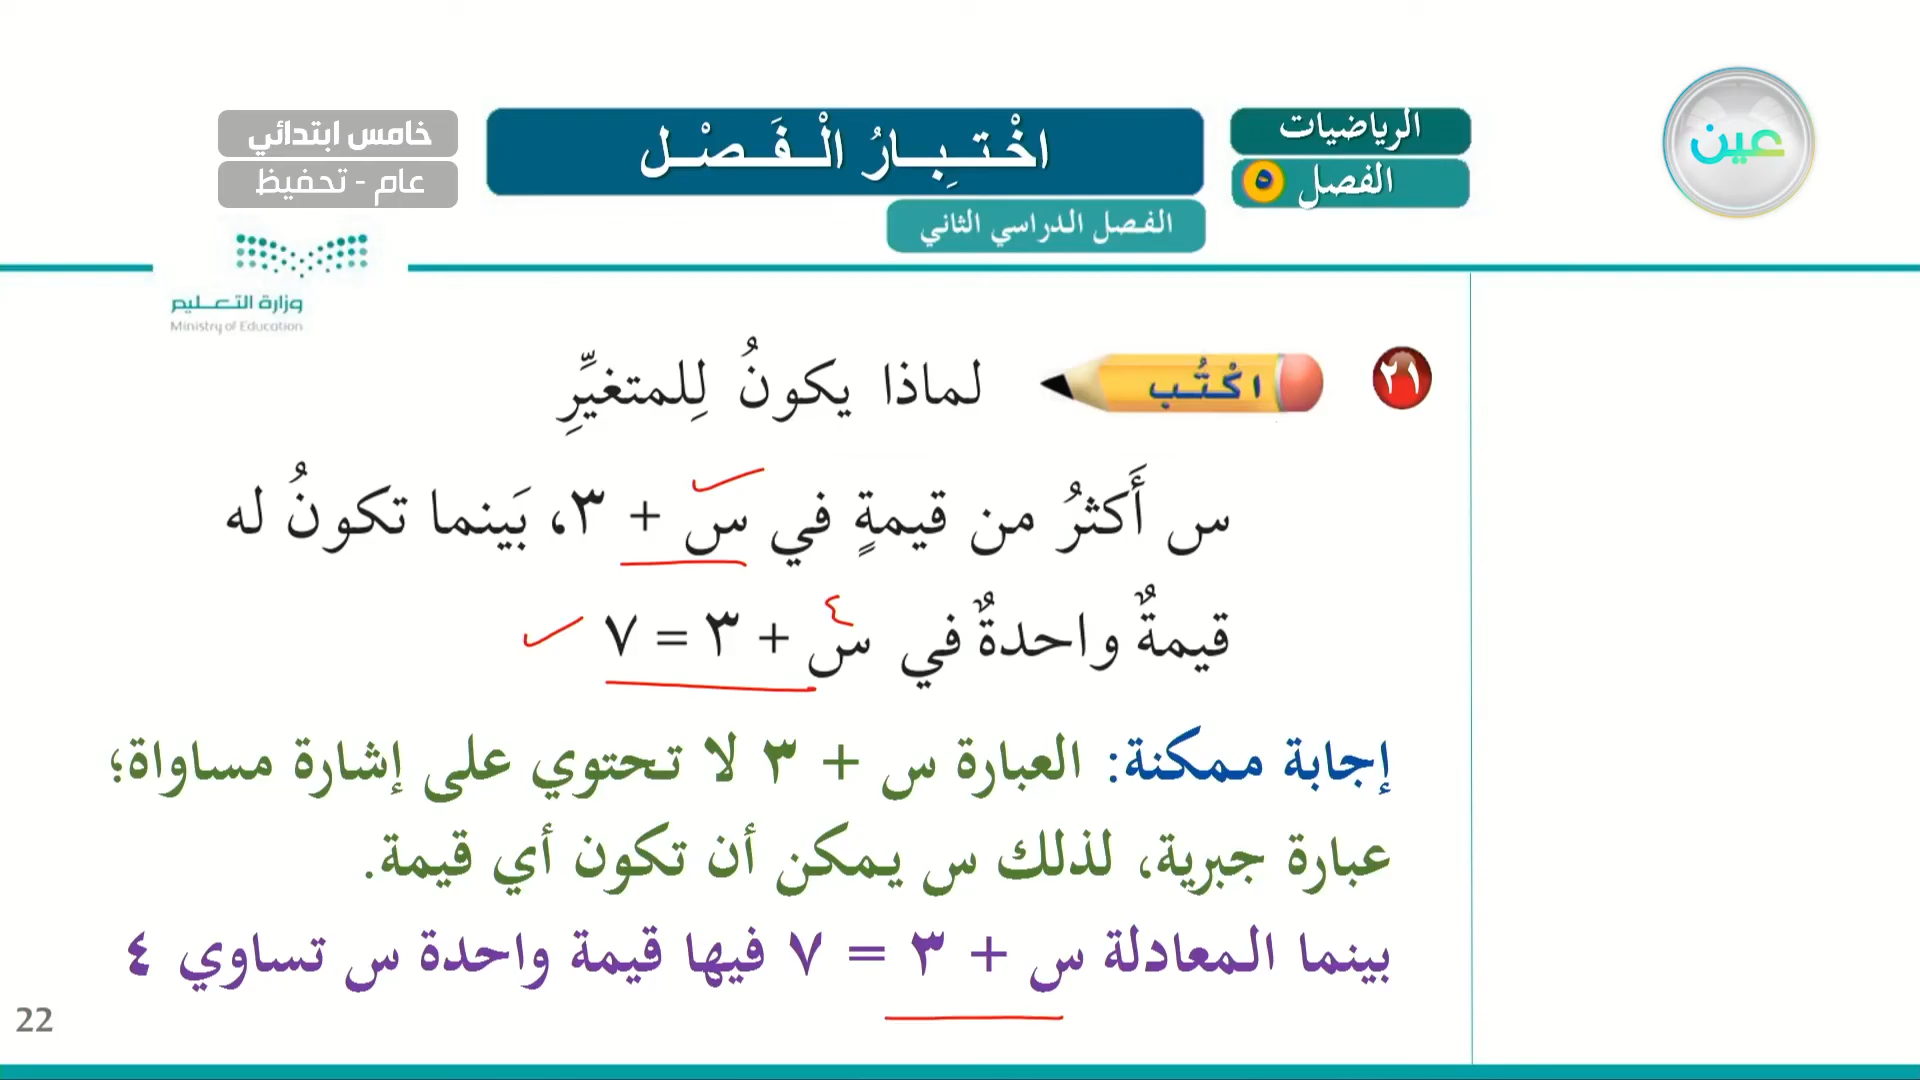 عين
الرياضيات
الفصل ٥
اخْتِبارُ الْفَصْل
الفصل الدراسي الثاني
خامس ابتدائي
عام - تحفيظ
وزارة التعليم
Ministry of Education
٢١ اكْتُب لماذا يكونُ لِلمتغيِّرِ
س أَكثرُ من قيمةٍ في س + ٣، بَينما تكونُ له
٤
قيمةٌ واحدةٌ في س + ٣ = ٧
إجابة ممكنة: العبارة س + ٣ لا تحتوي على إشارة مساواة؛
عبارة جبرية، لذلك س يمكن أن تكون أي قيمة.
بينما المعادلة س + ٣ = ٧ فيها قيمة واحدة س تساوي ٤
22